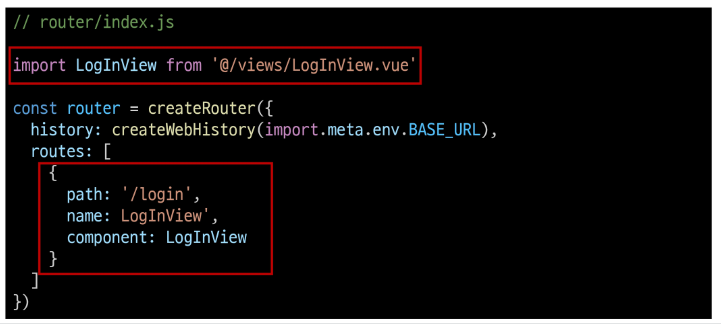 // router/index.js
import LogInView from '@/views/LogInView.vue'
const router = createRouter({
history: createWebHistory(import.meta.env.BASE_URL),
routes: [
{
path: '/login',
name: LogInView',
component: LogInView
}
]
})